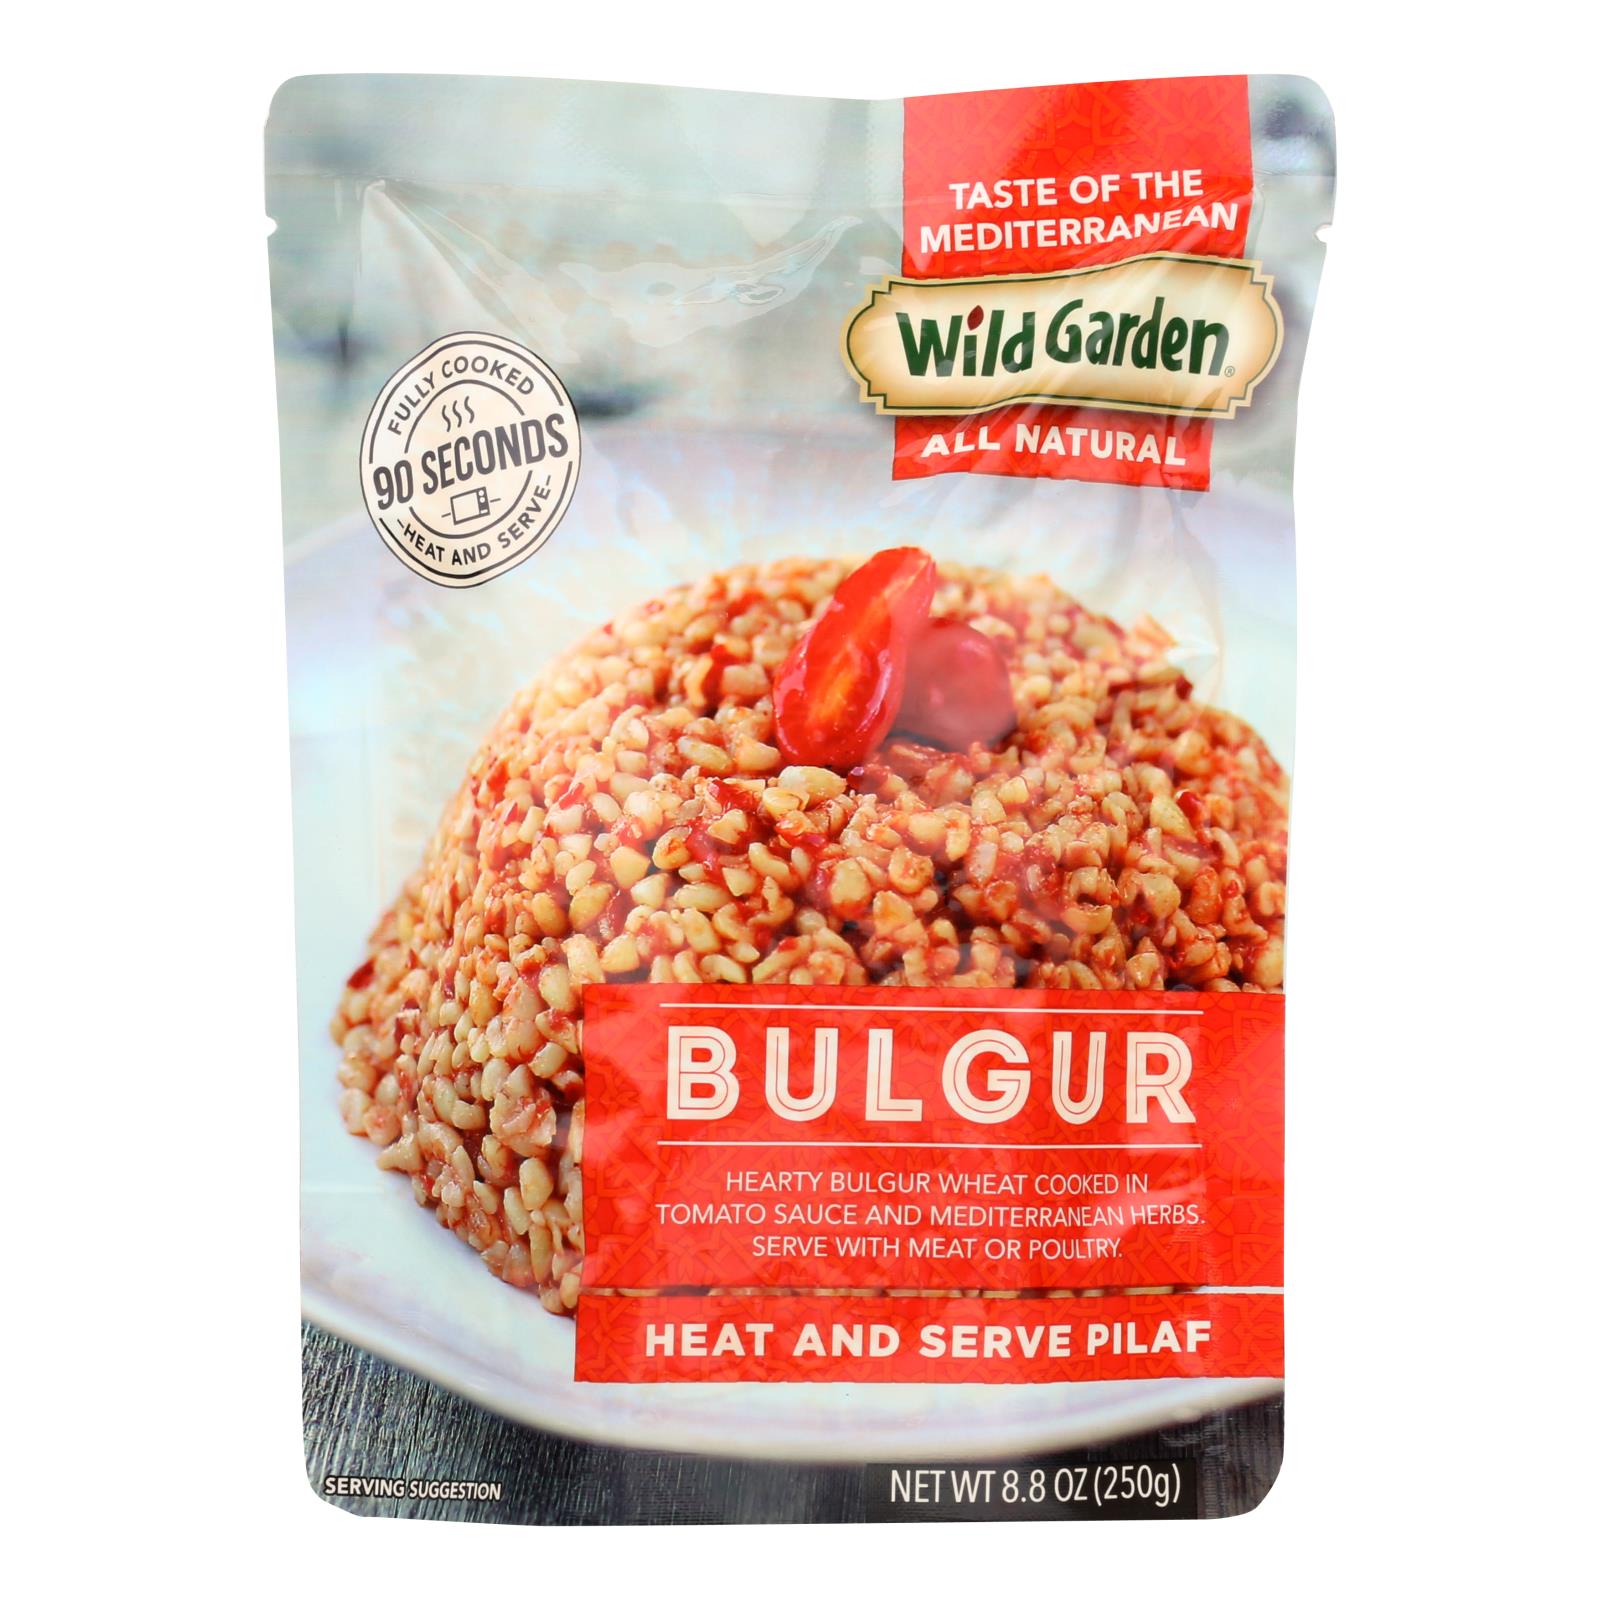 TASTE OF THE
MEDITERRANEAN
Wild Garden®
ALL NATURAL
FULLY COOKED
90 SECONDS
-HEAT AND SERVE-
BULGUR
HEARTY BULGUR WHEAT COOKED IN
TOMATO SAUCE AND MEDITERRANEAN HERBS.
SERVE WITH MEAT OR POULTRY.
HEAT AND SERVE PILAF
SERVING SUGGESTION
NET WT 8.8 OZ (250g)